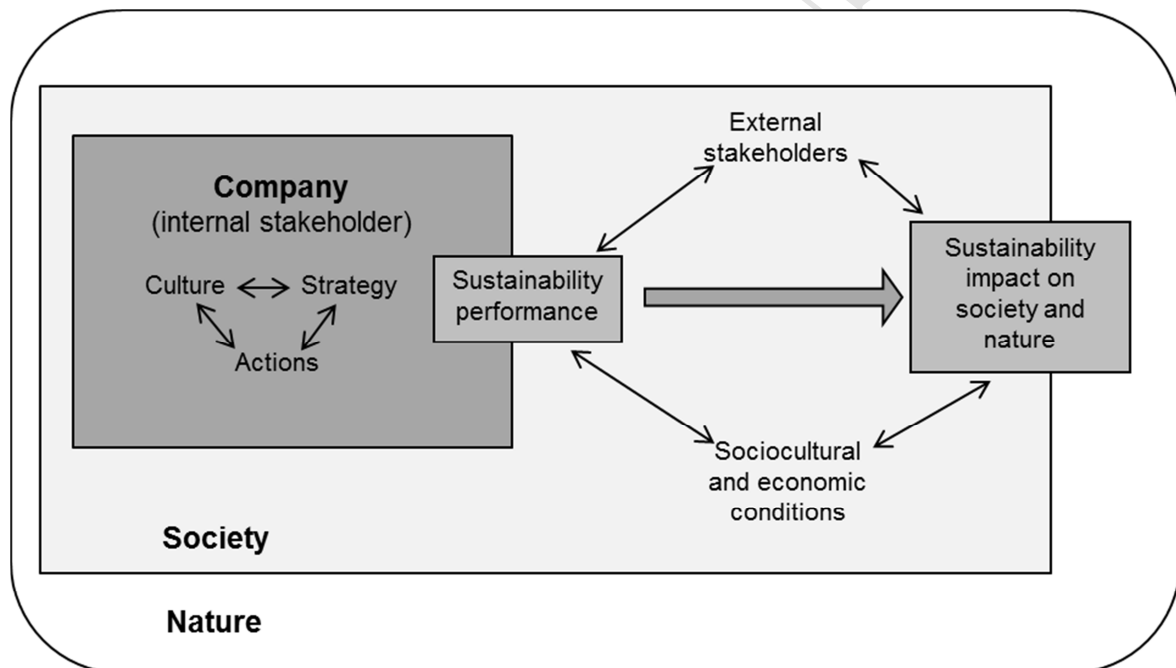 External
stakeholders
Company
(internal stakeholder)
Culture
Strategy
Actions
Sustainability
performance
Sustainability
impact on
society and
nature
Sociocultural
and economic
conditions
Society
Nature